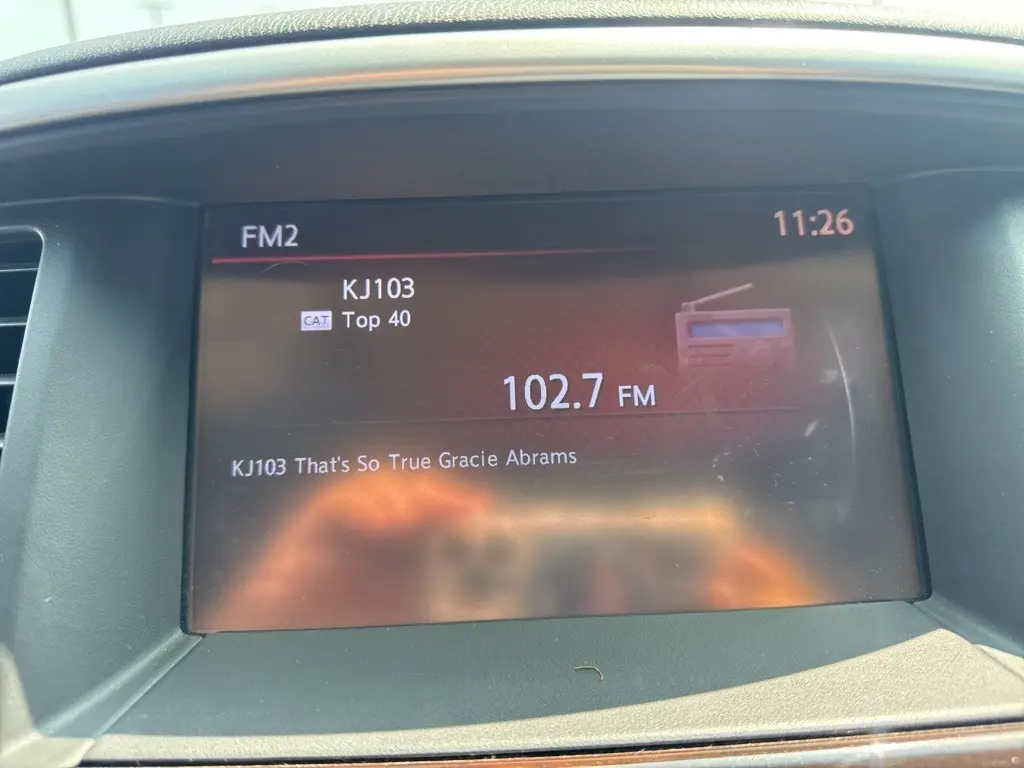 FM2 11:26
KJ103
CAT Top 40
102.7 FM
KJ103 That's So True Gracie Abrams